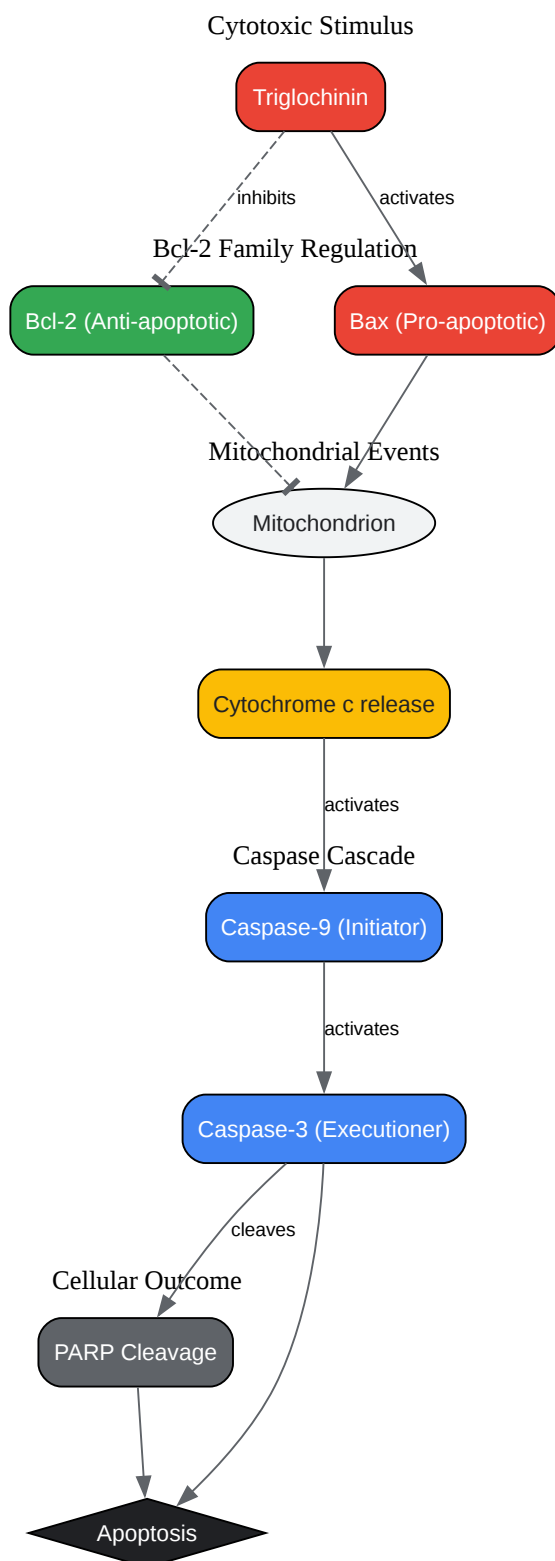 Cytotoxic Stimulus
Triglochinin
inhibits
activates
Bcl-2 Family Regulation
Bcl-2 (Anti-apoptotic)
Bax (Pro-apoptotic)
Mitochondrial Events
Mitochondrion
Cytochrome c release
activates
Caspase Cascade
Caspase-9 (Initiator)
activates
Caspase-3 (Executioner)
cleaves
Cellular Outcome
PARP Cleavage
Apoptosis